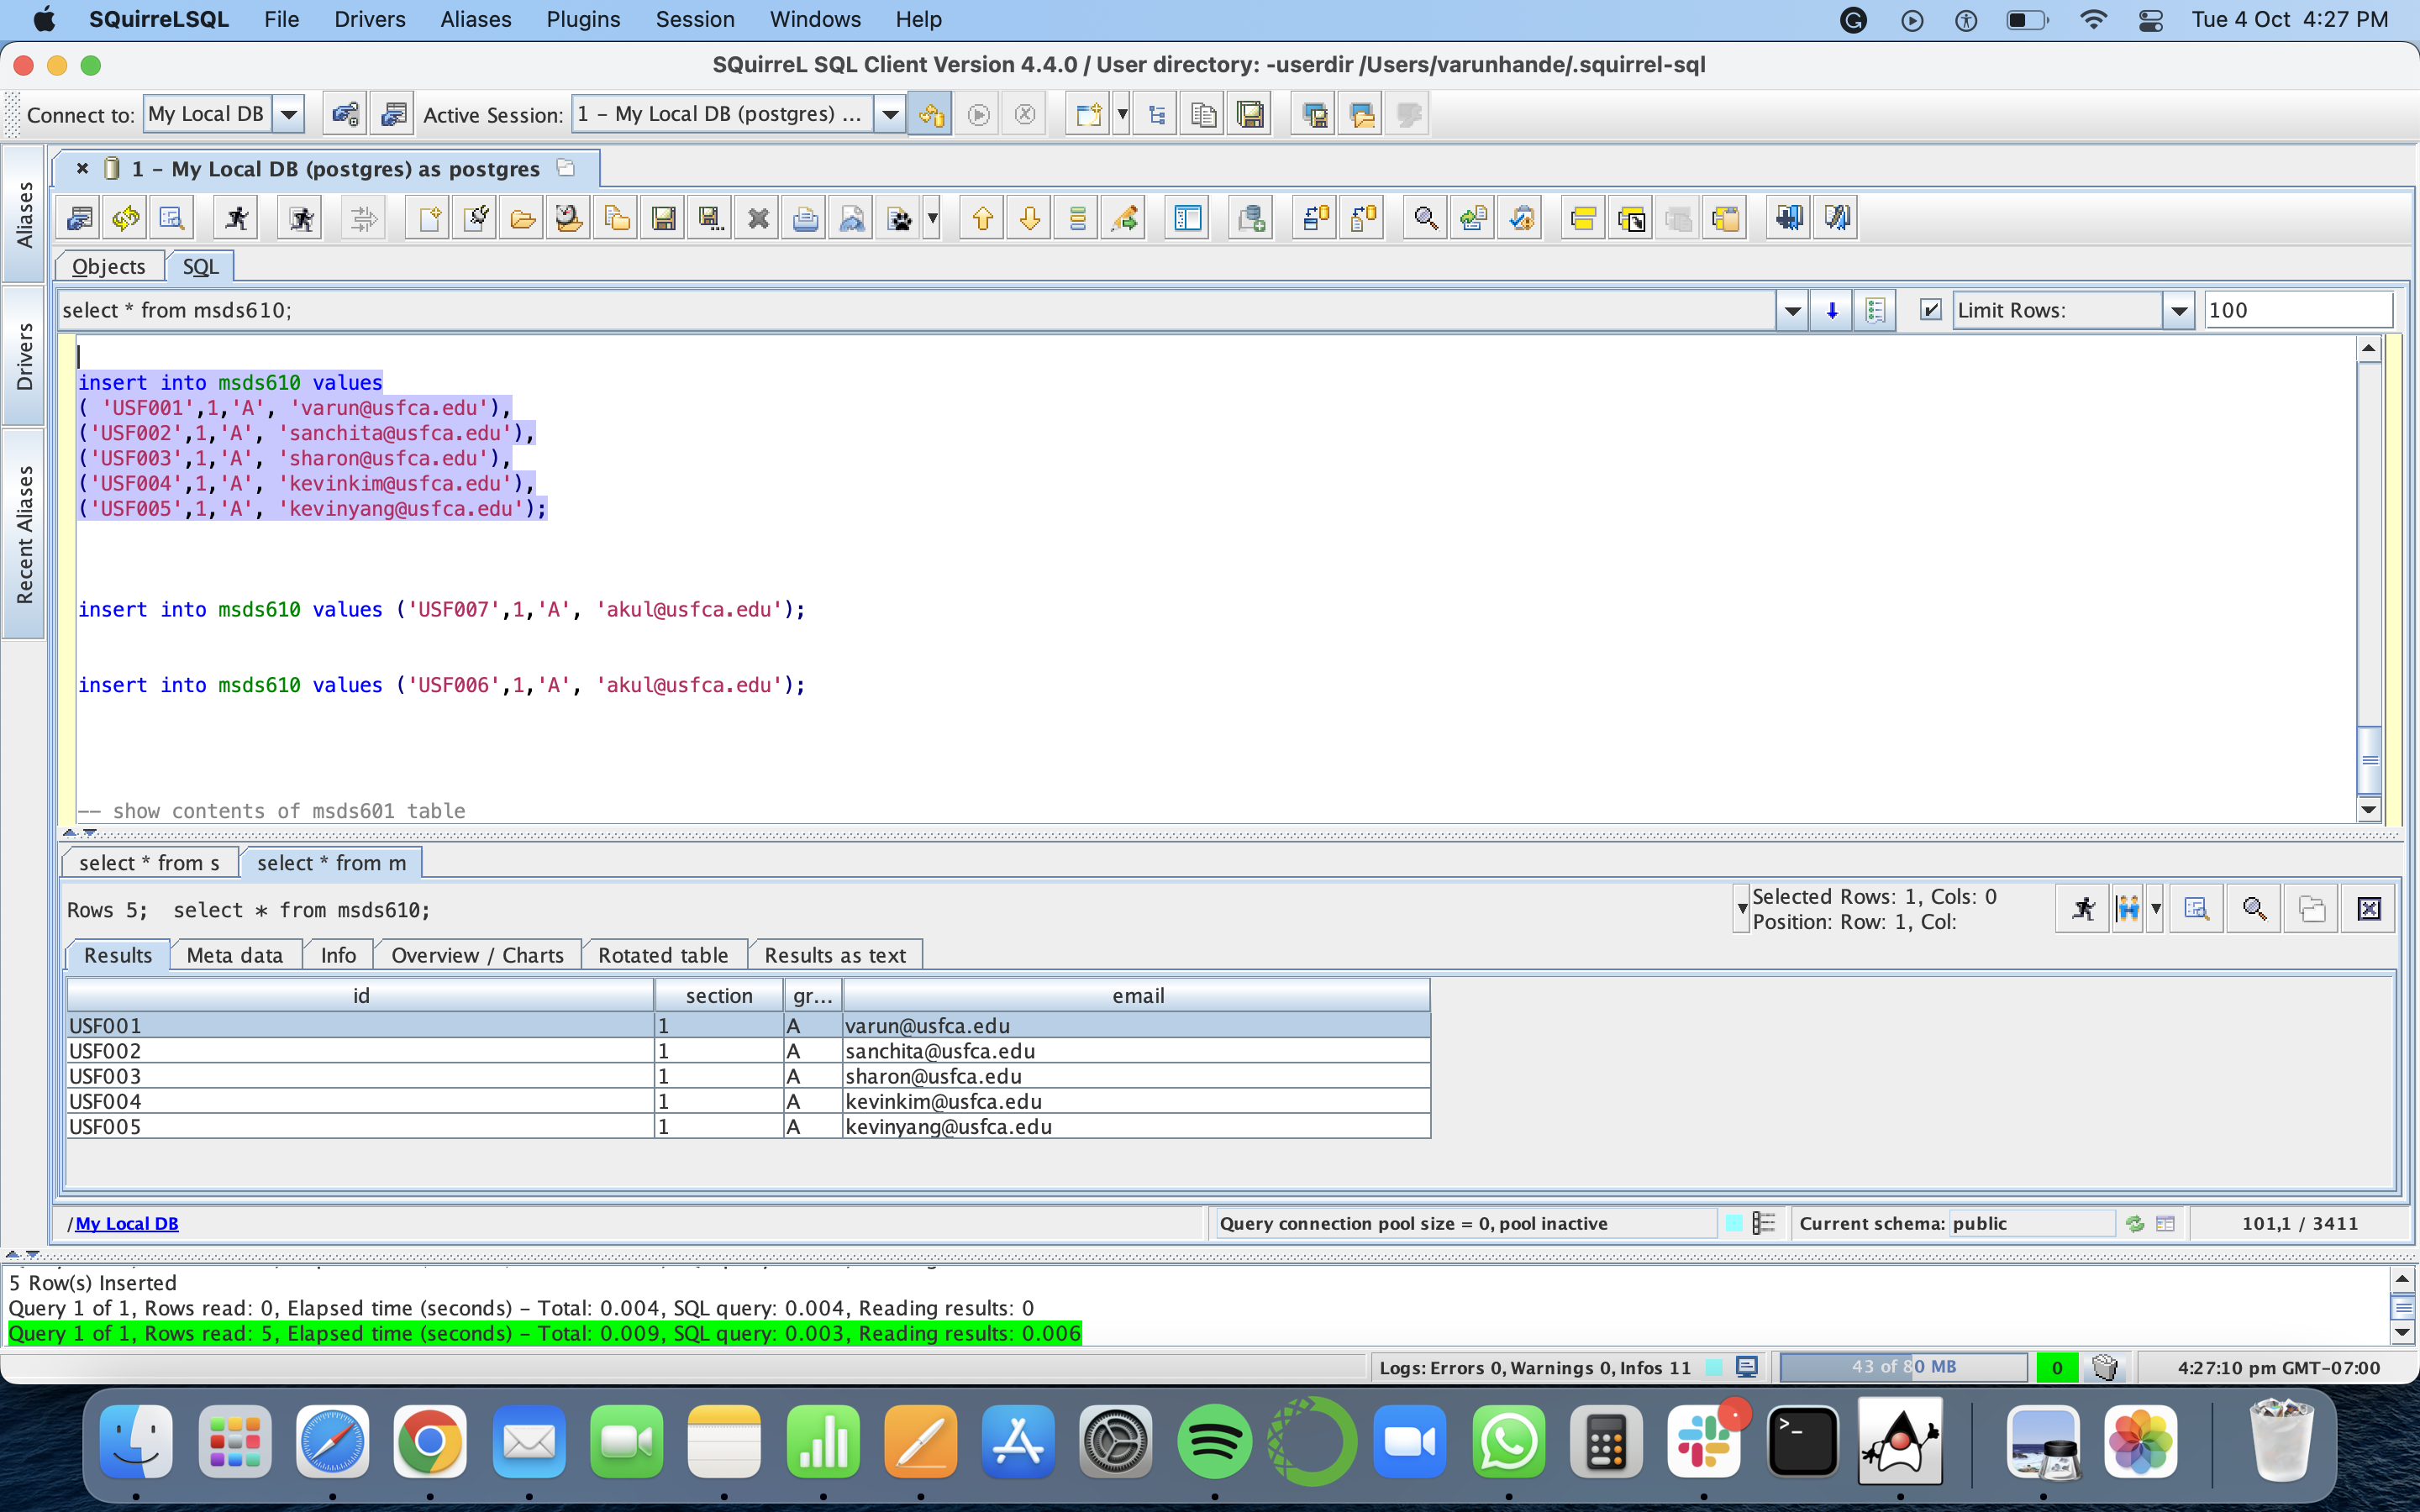 SQuirreLSQL File Drivers Aliases Plugins Session Windows Help Tue 4 Oct 4:27 PM
SQuirreL SQL Client Version 4.4.0 / User directory: -userdir /Users/varunhande/.squirrel-sql
Connect to: My Local DB Active Session: 1 – My Local DB (postgres) ...
1 – My Local DB (postgres) as postgres
Aliases
Drivers
Recent Aliases
Objects SQL
select * from msds610; Limit Rows: 100
insert into msds610 values
( 'USF001',1,'A', 'varun@usfca.edu'),
('USF002',1,'A', 'sanchita@usfca.edu'),
('USF003',1,'A', 'sharon@usfca.edu'),
('USF004',1,'A', 'kevinkim@usfca.edu'),
('USF005',1,'A', 'kevinyang@usfca.edu');
insert into msds610 values ('USF007',1,'A', 'akul@usfca.edu');
insert into msds610 values ('USF006',1,'A', 'akul@usfca.edu');
-- show contents of msds601 table
select * from s select * from m
Rows 5; select * from msds610;
Selected Rows: 1, Cols: 0
Position: Row: 1, Col:
Results Meta data Info Overview / Charts Rotated table Results as text
id section gr... email
USF001 1 A varun@usfca.edu
USF002 1 A sanchita@usfca.edu
USF003 1 A sharon@usfca.edu
USF004 1 A kevinkim@usfca.edu
USF005 1 A kevinyang@usfca.edu
/My Local DB Query connection pool size = 0, pool inactive Current schema: public 101,1 / 3411
5 Row(s) Inserted
Query 1 of 1, Rows read: 0, Elapsed time (seconds) – Total: 0.004, SQL query: 0.004, Reading results: 0
Query 1 of 1, Rows read: 5, Elapsed time (seconds) – Total: 0.009, SQL query: 0.003, Reading results: 0.006
Logs: Errors 0, Warnings 0, Infos 11 43 of 80 MB 0 4:27:10 pm GMT-07:00